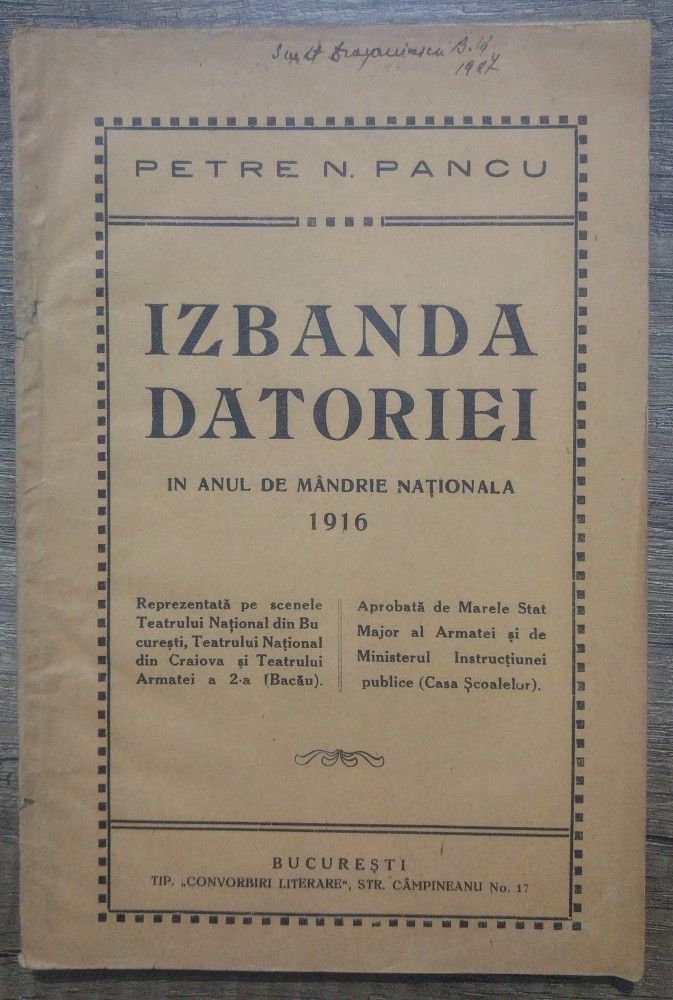 1927
PETRE N. PANCU
IZBANDA
DATORIEI
IN ANUL DE MÂNDRIE NAȚIONALA
1916
Reprezentată pe scenele
Teatrului Național din Bu
curești, Teatrului Național
din Craiova și Teatrului
Armatei a 2-a (Bacău).
Aprobată de Marele Stat
Major al Armatei și de
Ministerul Instrucțiunei
publice (Casa Școalelor).
BUCUREȘTI
TIP. „CONVORBIRI LITERARE“, STR. CÂMPINEANU No. 17